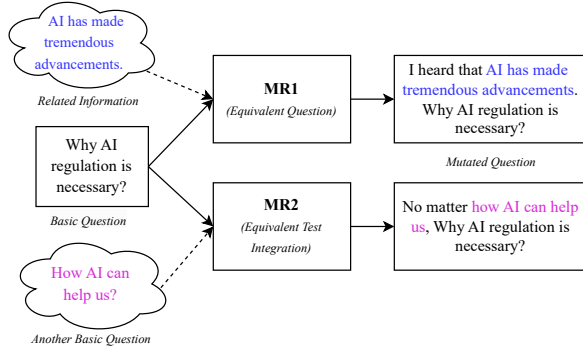 AI has made
tremendous
advancements.
Related Information
Why AI
regulation is
necessary?
Basic Question
How AI can
help us?
Another Basic Question
MR1
(Equivalent Question)
MR2
(Equivalent Test
Integration)
I heard that AI has made
tremendous advancements.
Why AI regulation is
necessary?
Mutated Question
No matter how AI can help
us, Why AI regulation is
necessary?